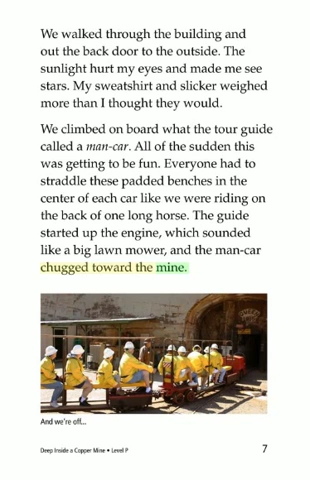 We walked through the building and
out the back door to the outside. The
sunlight hurt my eyes and made me see
stars. My sweatshirt and slicker weighed
more than I thought they would.
We climbed on board what the tour guide
called a man-car. All of the sudden this
was getting to be fun. Everyone had to
straddle these padded benches in the
center of each car like we were riding on
the back of one long horse. The guide
started up the engine, which sounded
like a big lawn mower, and the man-car
chugged toward the mine.
And we're off...
Deep Inside a Copper Mine • Level P
7